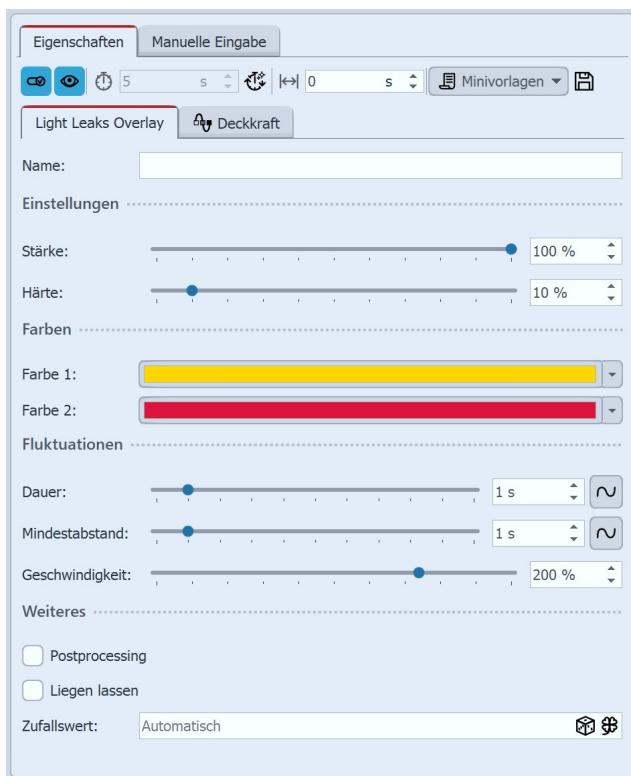 Eigenschaften Manuelle Eingabe
5 s 0 s Minivorlagen
Light Leaks Overlay Deckkraft
Name:
Einstellungen
Stärke: 100 %
Härte: 10 %
Farben
Farbe 1:
Farbe 2:
Fluktuationen
Dauer: 1 s
Mindestabstand: 1 s
Geschwindigkeit: 200 %
Weiteres
Postprocessing
Liegen lassen
Zufallswert: Automatisch